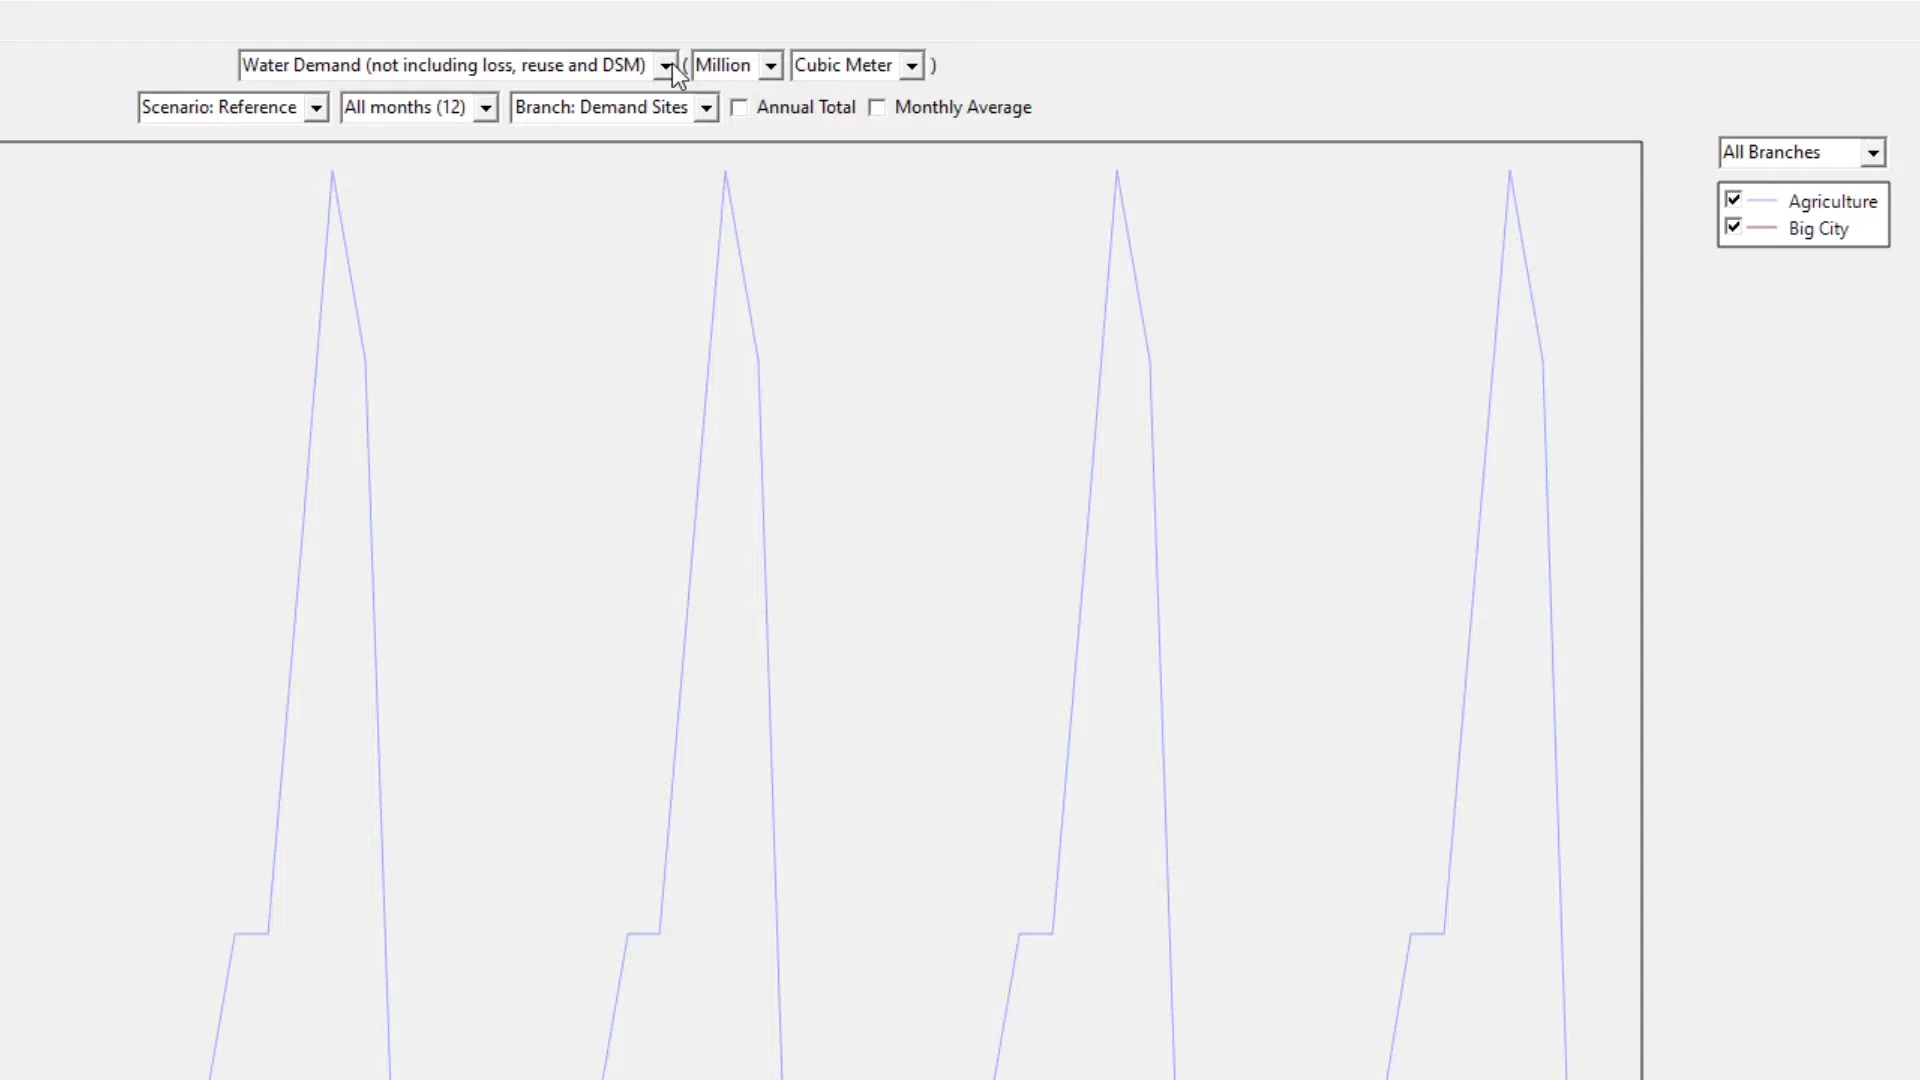 Water Demand (not including loss, reuse and DSM) ( Million Cubic Meter )
Scenario: Reference All months (12) Branch: Demand Sites Annual Total Monthly Average
All Branches
Agriculture
Big City